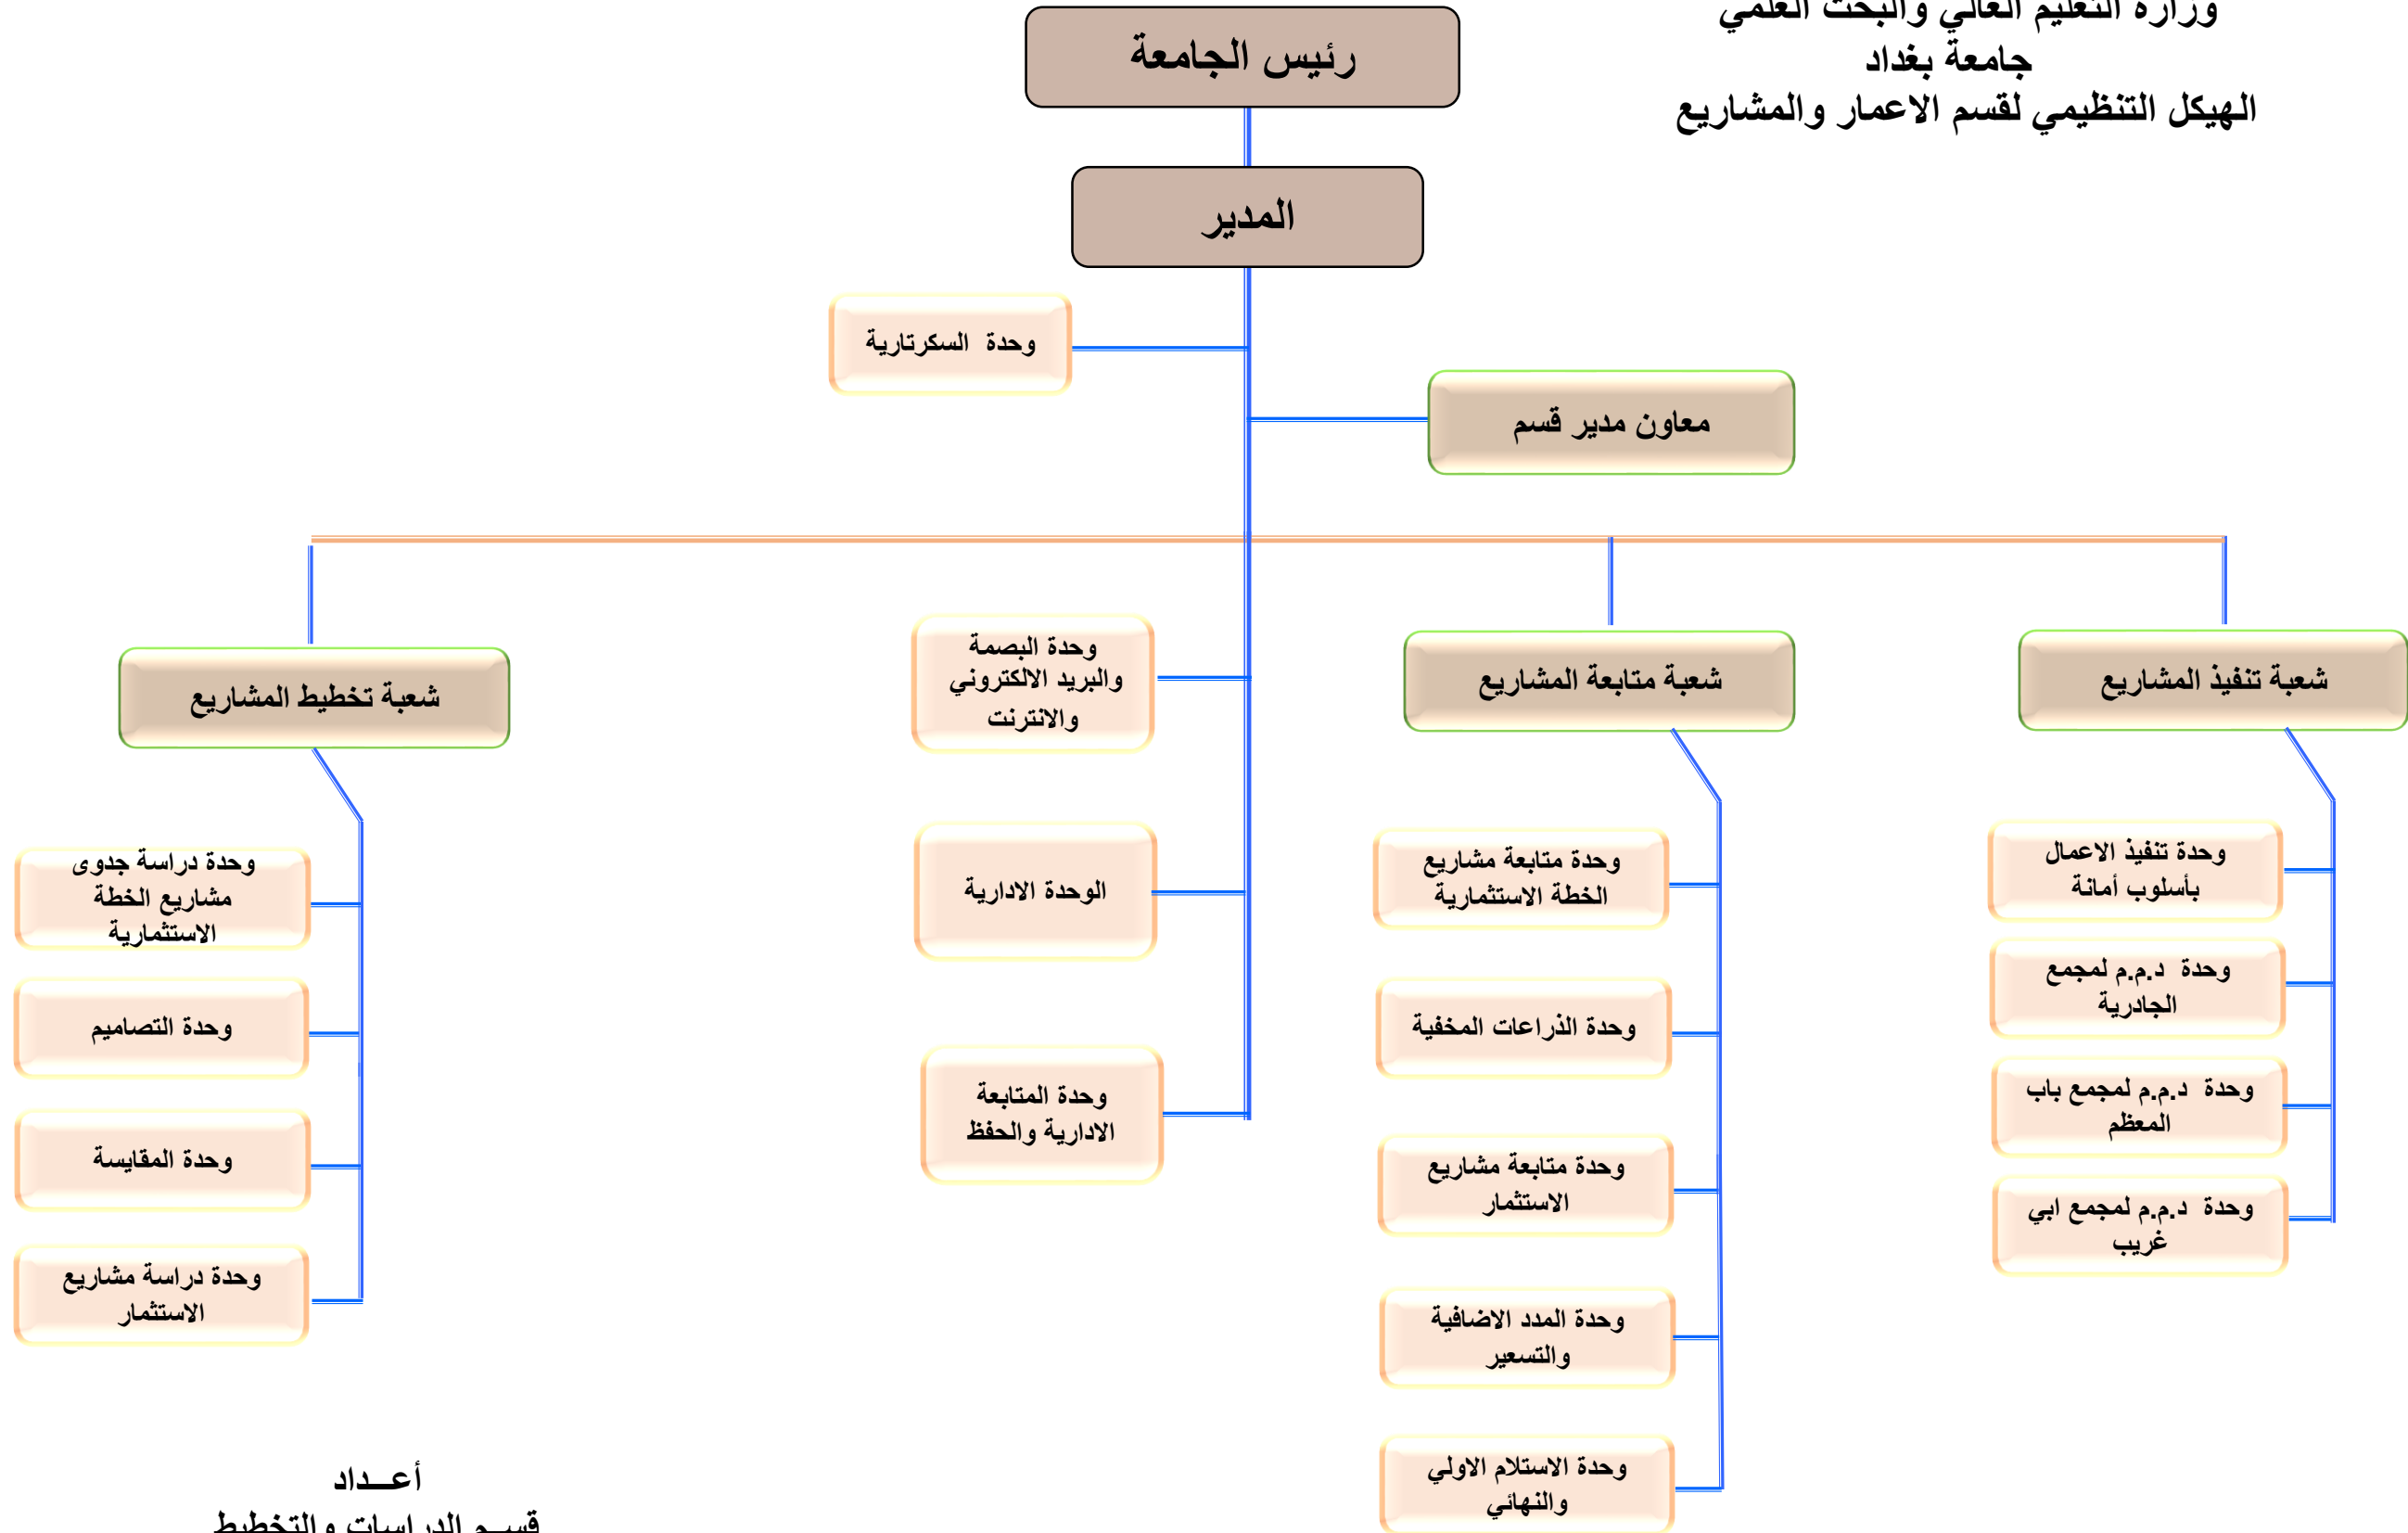 وزارة التعليم العالي والبحث العلمي
جامعة بغداد
الهيكل التنظيمي لقسم الاعمار والمشاريع
رئيس الجامعة
المدير
وحدة السكرتارية
معاون مدير قسم
شعبة تنفيذ المشاريع
وحدة تنفيذ الاعمال
بأسلوب أمانة
وحدة د.م.م لمجمع
الجادرية
وحدة د.م.م لمجمع باب
المعظم
وحدة د.م.م لمجمع ابي
غريب
شعبة متابعة المشاريع
وحدة متابعة مشاريع
الخطة الاستثمارية
وحدة الذراعات المخفية
وحدة متابعة مشاريع
الاستثمار
وحدة المدد الاضافية
والتسعير
وحدة الاستلام الاولي
والنهائي
وحدة البصمة
والبريد الالكتروني
والانترنت
الوحدة الادارية
وحدة المتابعة
الادارية والحفظ
شعبة تخطيط المشاريع
وحدة دراسة جدوى
مشاريع الخطة
الاستثمارية
وحدة التصاميم
وحدة المقايسة
وحدة دراسة مشاريع
الاستثمار
أعـــداد
قسـم الدراسات والتخطيط